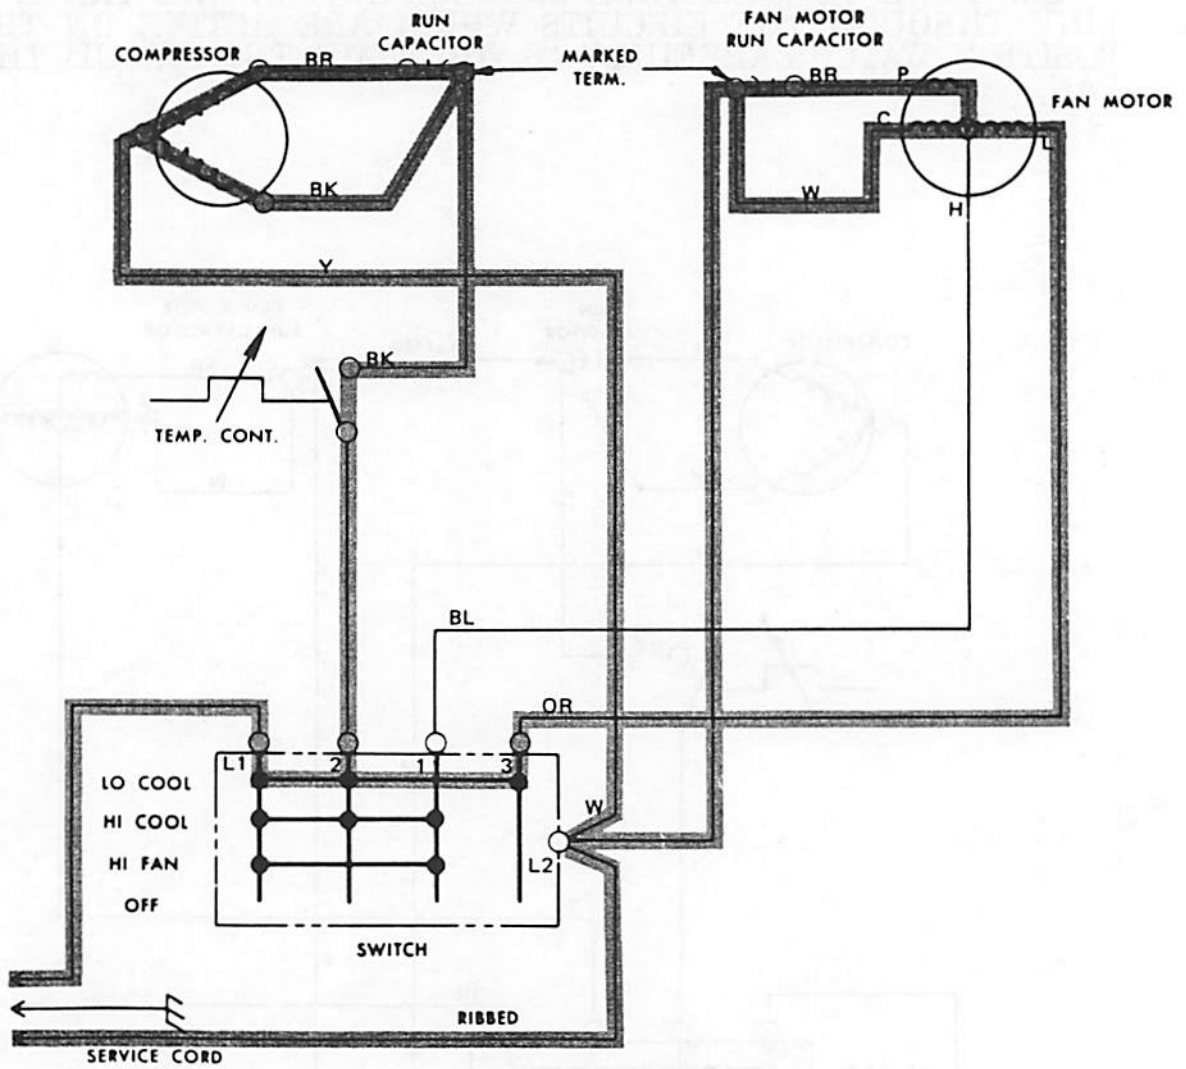 FAN MOTOR
RUN CAPACITOR
RUN
CAPACITOR
COMPRESSOR
MARKED
TERM.
FAN MOTOR
BR
BR
P
C
L
BK
W
H
Y
BK
TEMP. CONT.
BL
OR
L1
2
1
3
LO COOL
HI COOL
HI FAN
OFF
W
L2
SWITCH
RIBBED
SERVICE CORD